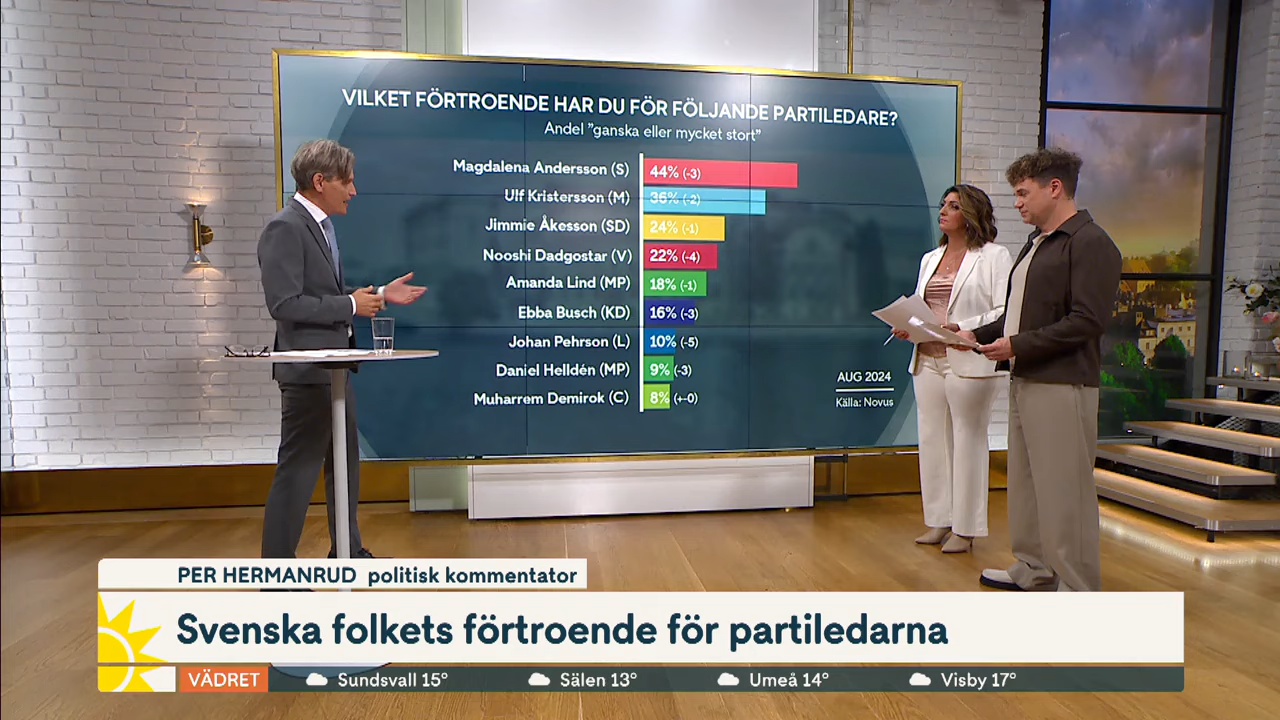 VILKET FÖRTROENDE HAR DU FÖR FÖLJANDE PARTILEDARE?
Andel "ganska eller mycket stort"
Magdalena Andersson (S) 44% (-3)
Ulf Kristersson (M) 36% (-2)
Jimmie Åkesson (SD) 24% (-1)
Nooshi Dadgostar (V) 22% (-4)
Amanda Lind (MP) 18% (-1)
Ebba Busch (KD) 16% (-3)
Johan Pehrson (L) 10% (-5)
Daniel Helldén (MP) 9% (-3)
Muharrem Demirok (C) 8% (+-0)
AUG 2024
Källa: Novus
PER HERMANRUD politisk kommentator
Svenska folkets förtroende för partiledarna
VÄDRET Sundsvall 15° Sälen 13° Umeå 14° Visby 17°